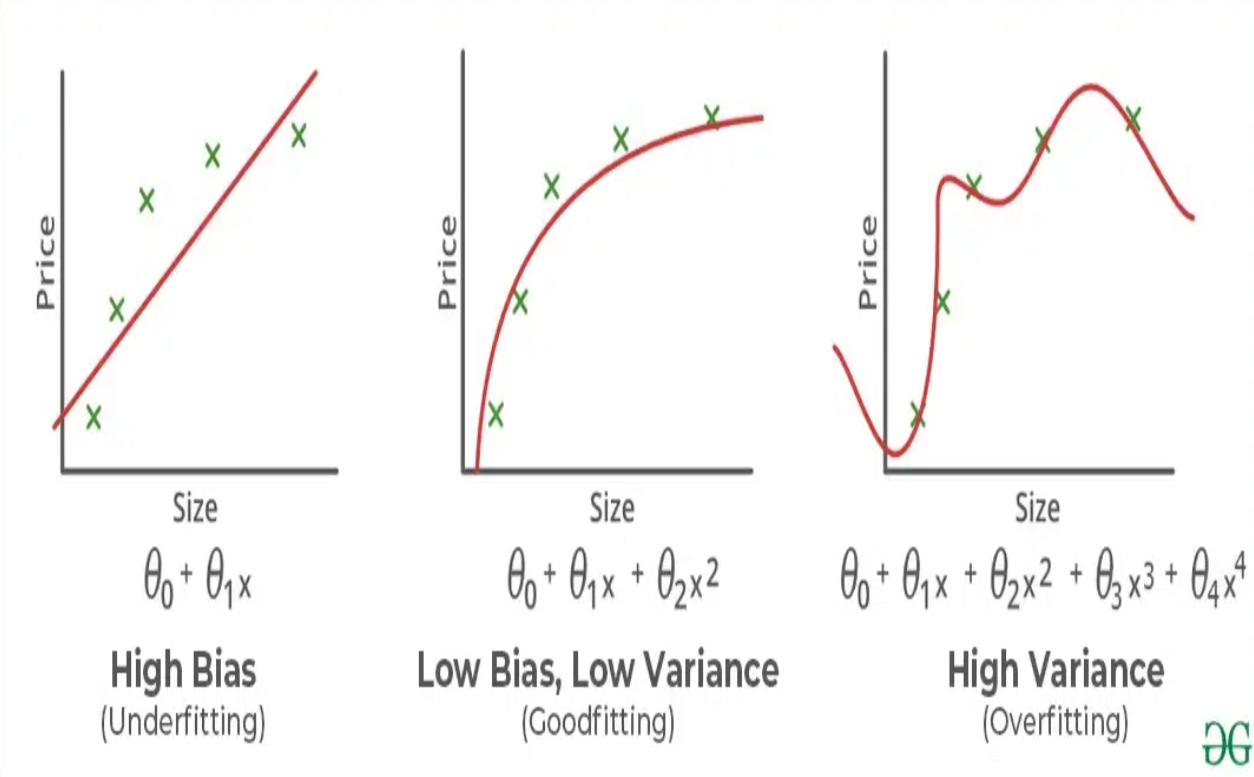 Price
Size
θ0 + θ1x
High Bias
(Underfitting)
Price
Size
θ0 + θ1x + θ2x²
Low Bias, Low Variance
(Goodfitting)
Price
Size
θ0 + θ1x + θ2x² + θ3x³ + θ4x⁴
High Variance
(Overfitting)